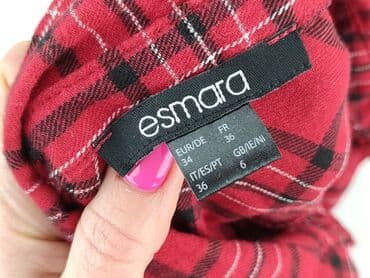 esmara
EUR/DE FR
34 36
IT/ES/PT GB/IE/NI
36 6